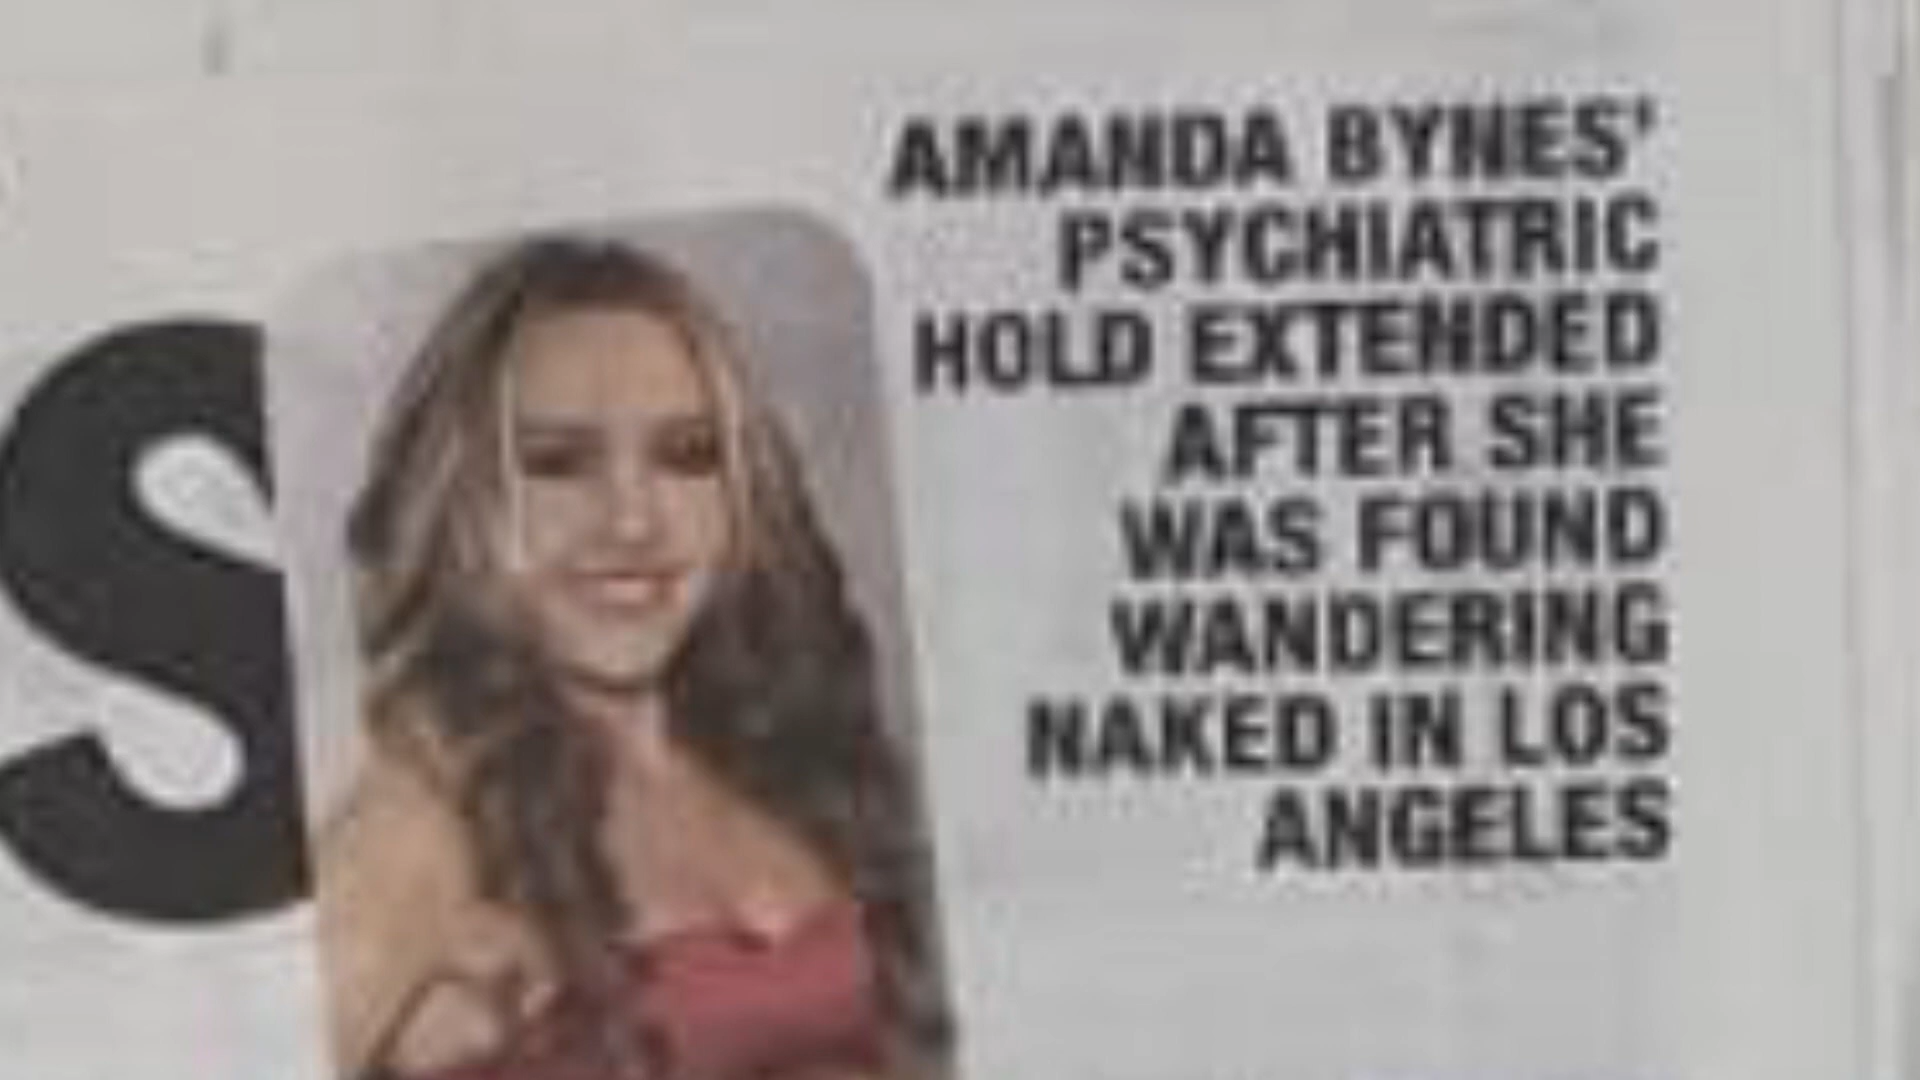 S
AMANDA BYNES'
PSYCHIATRIC
HOLD EXTENDED
AFTER SHE
WAS FOUND
WANDERING
NAKED IN LOS
ANGELES